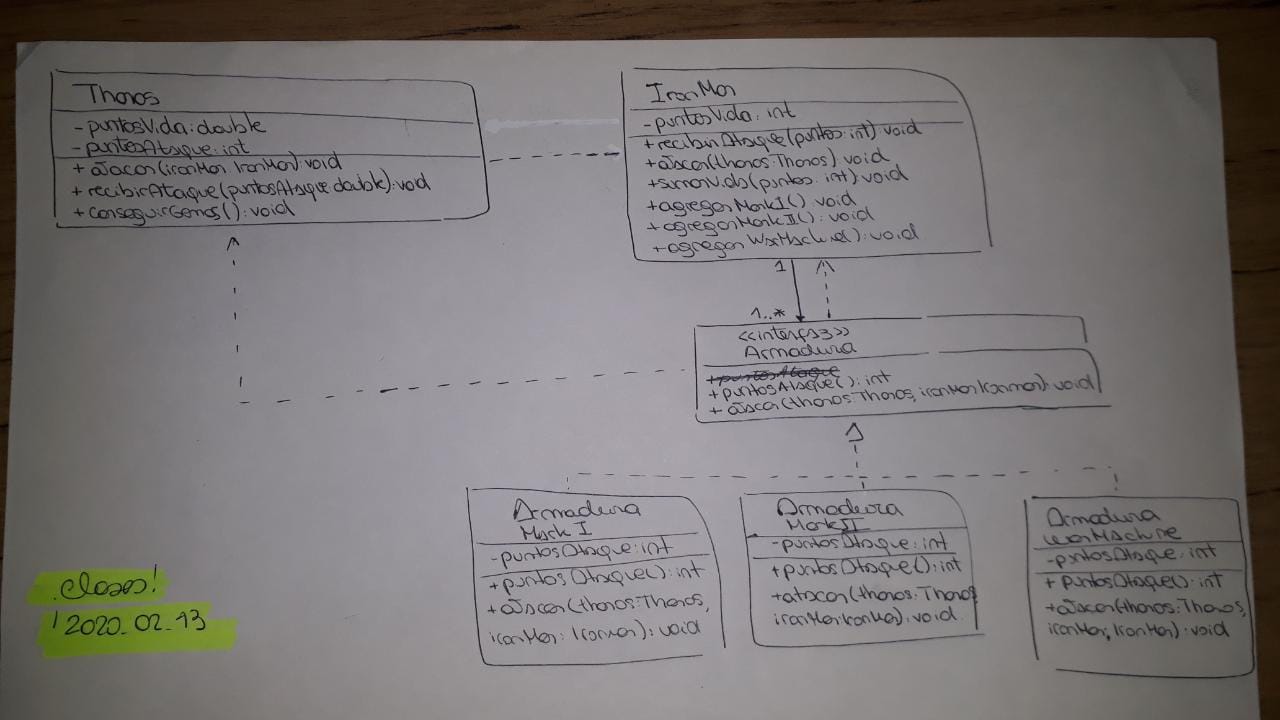 Thanos
- puntosVida: double
- puntosAtaque: int
+ atacar(ironMan: IronMan): void
+ recibirAtaque(puntosAtaque: double): void
+ conseguirGemas(): void
IronMan
- puntosVida: int
+ recibirAtaque(puntos: int): void
+ atacar(thanos: Thanos): void
+ sumarVida(puntos: int): void
+ agregarMarkI(): void
+ agregarMarkII(): void
+ agregarWarMachine(): void
1
1..*
<<interfaz>>
Armadura
+ puntosAtaque
+ puntosAtaque(): int
+ atacar(thanos: Thanos, ironMan: Ironman): void
Armadura
Mark I
- puntosAtaque: int
+ puntosAtaque(): int
+ atacar(thanos: Thanos,
ironMan: Ironman): void
Armadura
Mark II
- puntosAtaque: int
+ puntosAtaque(): int
+ atacar(thanos: Thanos
ironMan: IronMan): void
Armadura
WarMachine
- puntosAtaque: int
+ puntosAtaque(): int
+ atacar(thanos: Thanos,
ironMan: IronMan): void
Clases!
2020-02-13